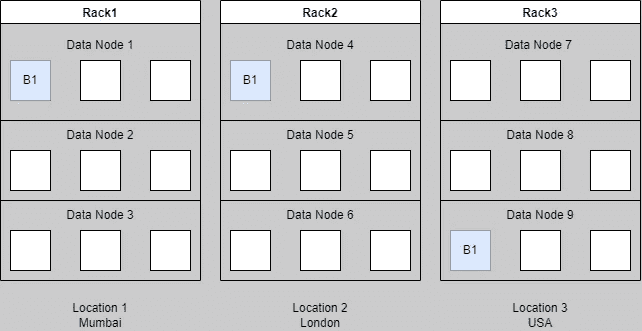 Rack1
Data Node 1
B1
Data Node 2
Data Node 3
Location 1
Mumbai
Rack2
Data Node 4
B1
Data Node 5
Data Node 6
Location 2
London
Rack3
Data Node 7
Data Node 8
Data Node 9
B1
Location 3
USA